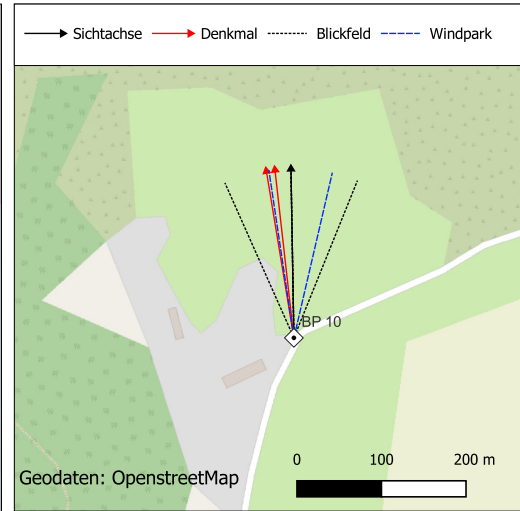 Sichtachse Denkmal Blickfeld Windpark
BP 10
0 100 200 m
Geodaten: OpenstreetMap